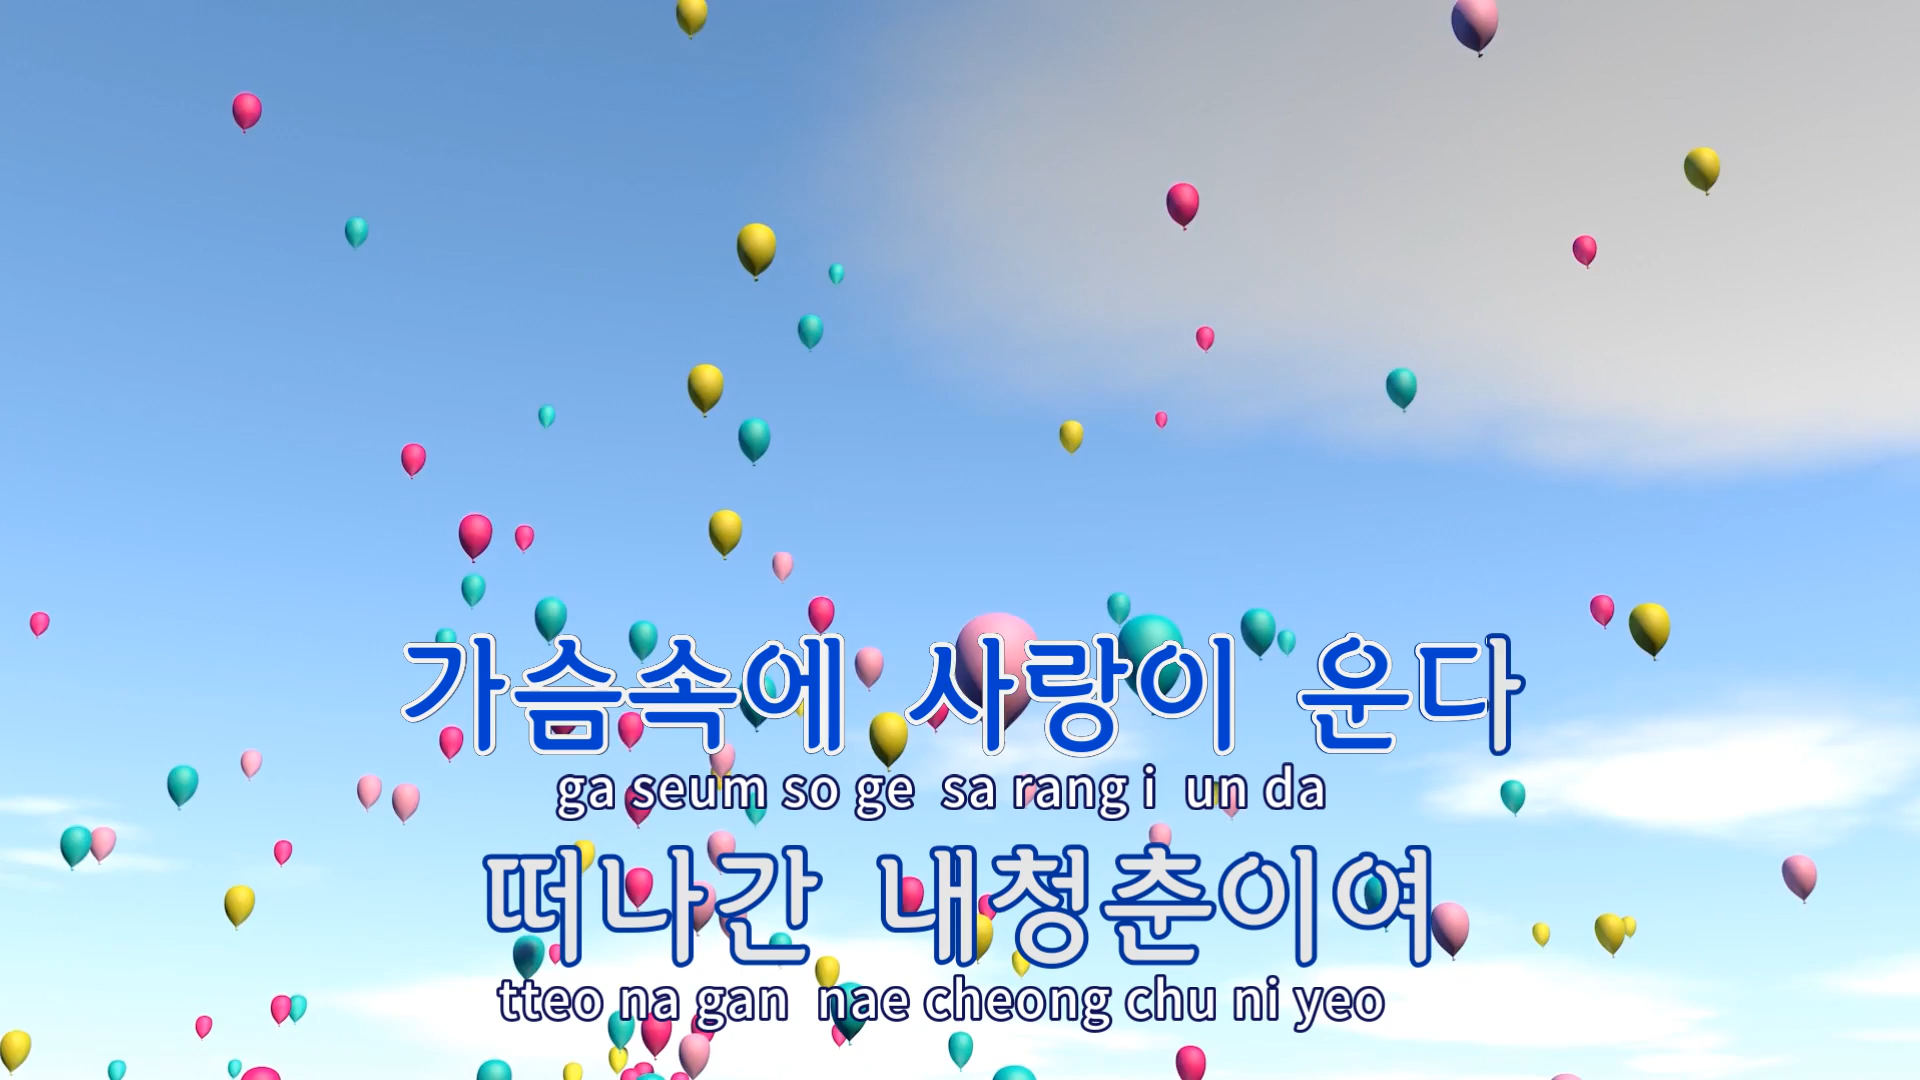 가슴속에 사랑이 운다
ga seum so ge sa rang i un da
떠나간 내청춘이여
tteo na gan nae cheong chu ni yeo